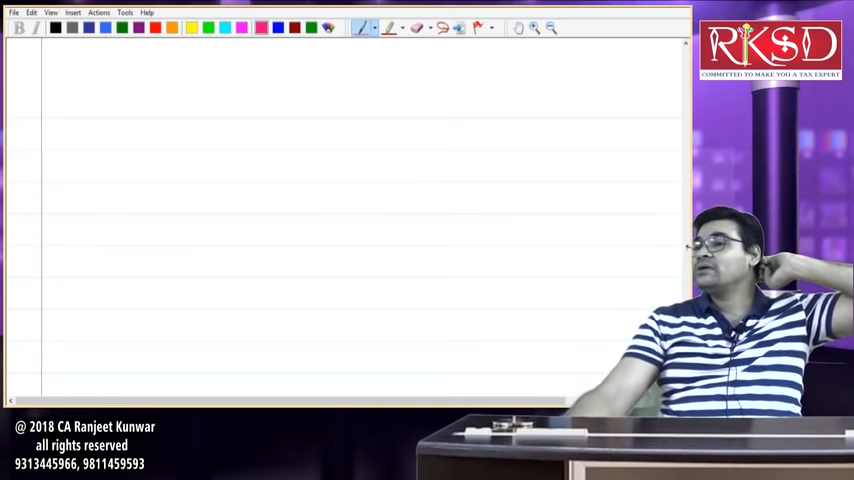 File Edit View Insert Actions Tools Help
B I
RKSD
COMMITTED TO MAKE YOU A TAX EXPERT
@ 2018 CA Ranjeet Kunwar
all rights reserved
9313445966, 9811459593